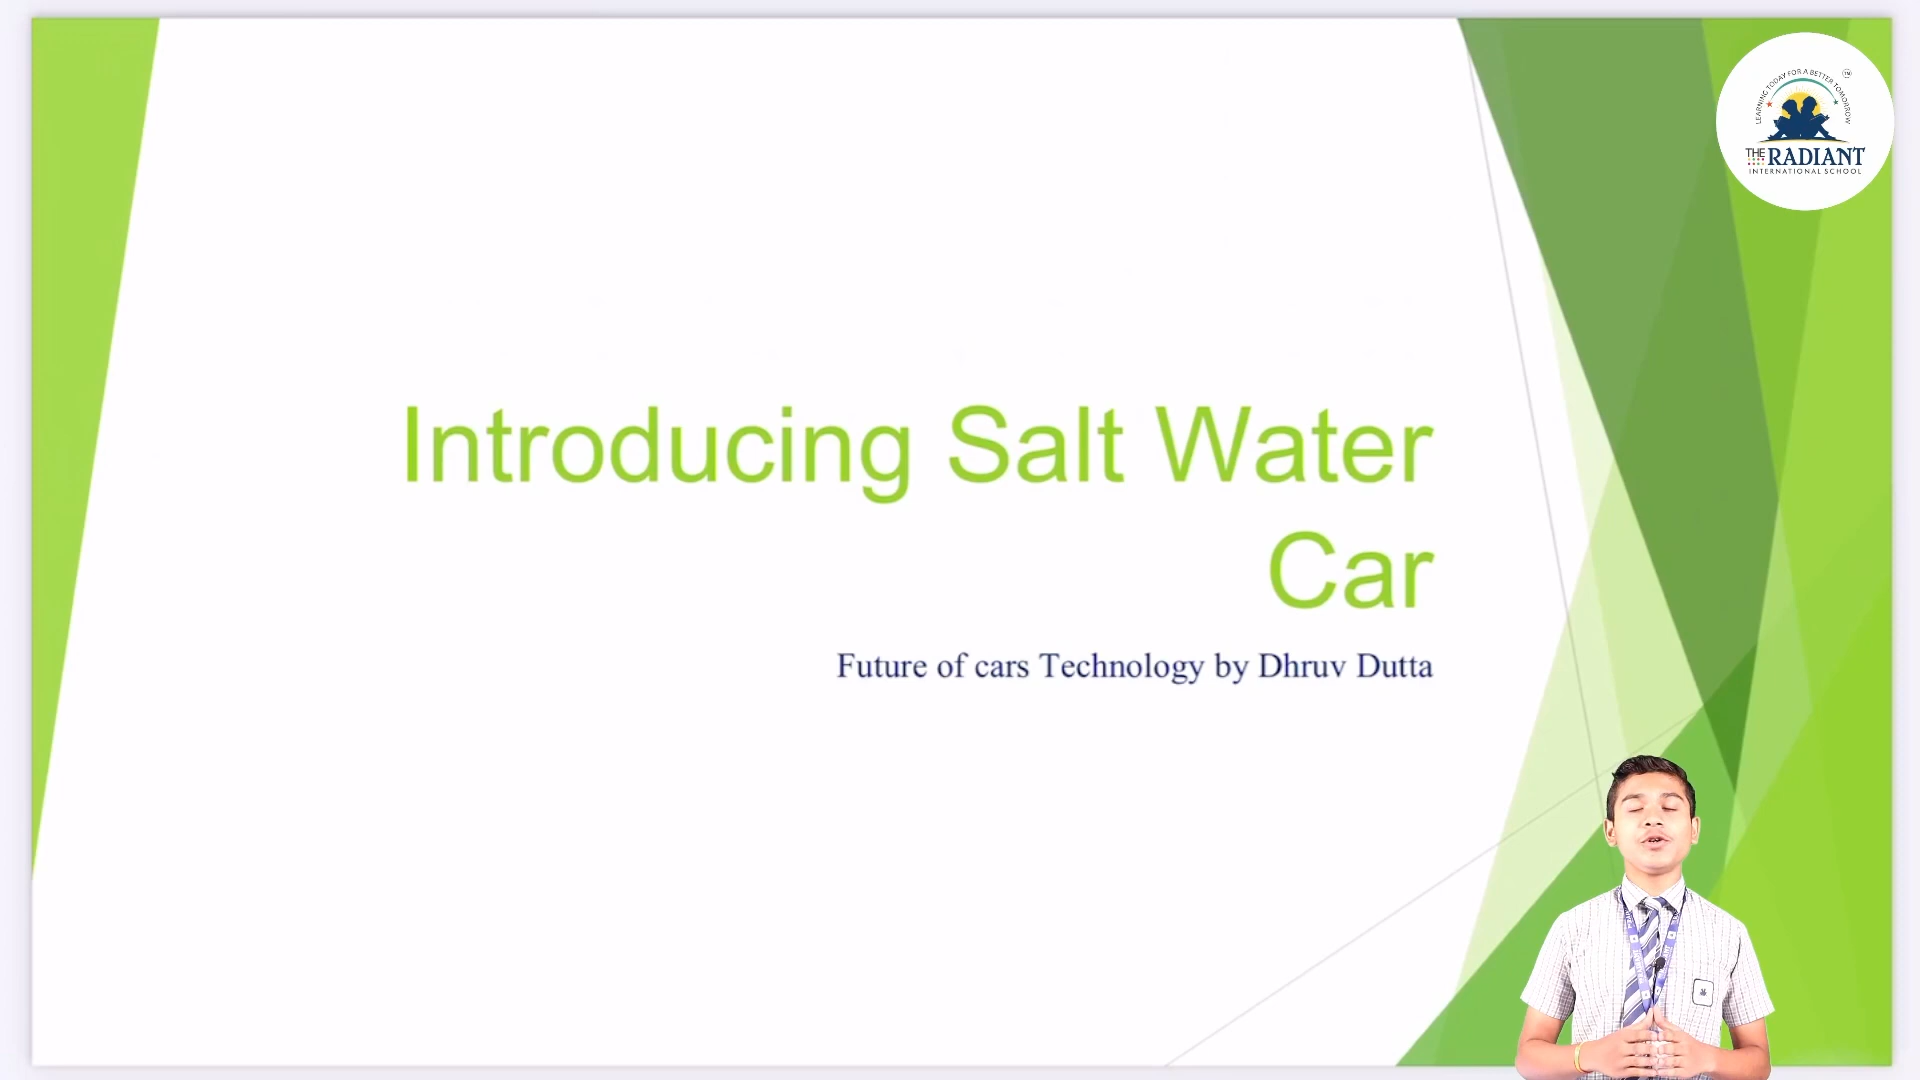 LEARNING TODAY FOR A BETTER TOMORROW
TM
THE RADIANT
INTERNATIONAL SCHOOL
Introducing Salt Water
Car
Future of cars Technology by Dhruv Dutta